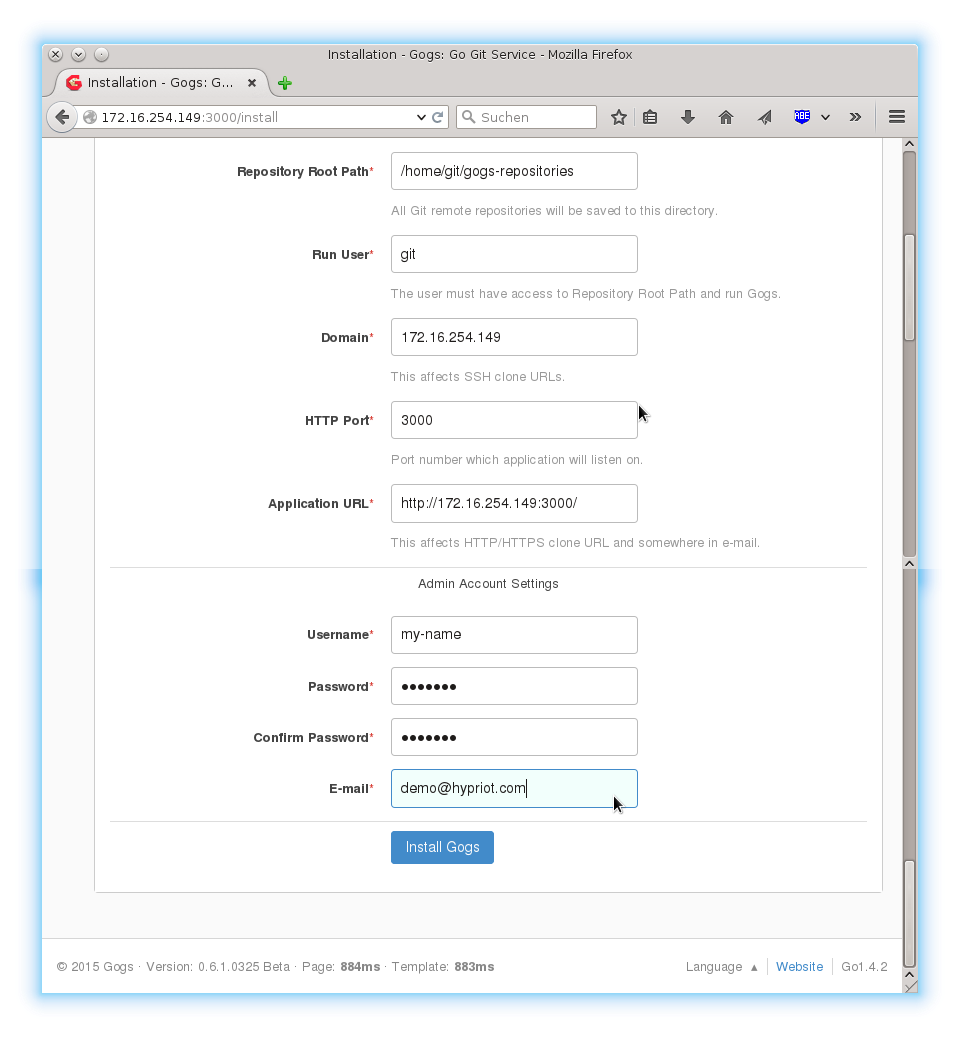 Installation - Gogs: Go Git Service - Mozilla Firefox
Installation - Gogs: G...
172.16.254.149:3000/install
Suchen
ABE
Repository Root Path*
/home/git/gogs-repositories
All Git remote repositories will be saved to this directory.
Run User*
git
The user must have access to Repository Root Path and run Gogs.
Domain*
172.16.254.149
This affects SSH clone URLs.
HTTP Port*
3000
Port number which application will listen on.
Application URL*
http://172.16.254.149:3000/
This affects HTTP/HTTPS clone URL and somewhere in e-mail.
Admin Account Settings
Username*
my-name
Password*
•••••••
Confirm Password*
•••••••
E-mail*
demo@hypriot.com
Install Gogs
© 2015 Gogs · Version: 0.6.1.0325 Beta · Page: 884ms · Template: 883ms
Language ▲ Website Go1.4.2